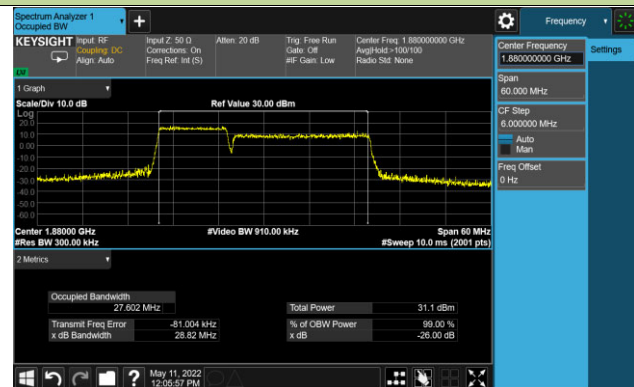 Spectrum Analyzer 1
Occupied BW
Frequency
KEYSIGHT
Input: RF
Coupling: DC
Align: Auto
Input Z: 50 Ω
Corrections: On
Freq Ref: Int (S)
Atten: 20 dB
Trig: Free Run
Gate: Off
#IF Gain: Low
Center Freq: 1.880000000 GHz
Avg|Hold:>100/100
Radio Std: None
Center Frequency
1.880000000 GHz
Settings
Span
60.000 MHz
CF Step
6.000000 MHz
Auto
Man
Freq Offset
0 Hz
1 Graph
Scale/Div 10.0 dB
Ref Value 30.00 dBm
Log
20.0
10.0
0.00
-10.0
-20.0
-30.0
-40.0
-50.0
-60.0
Center 1.88000 GHz
#Video BW 910.00 kHz
Span 60 MHz
#Res BW 300.00 kHz
#Sweep 10.0 ms (2001 pts)
2 Metrics
Occupied Bandwidth
27.602 MHz
Total Power
31.1 dBm
Transmit Freq Error
-81.004 kHz
% of OBW Power
99.00 %
x dB Bandwidth
28.82 MHz
x dB
-26.00 dB
?
May 11, 2022
12:05:57 PM